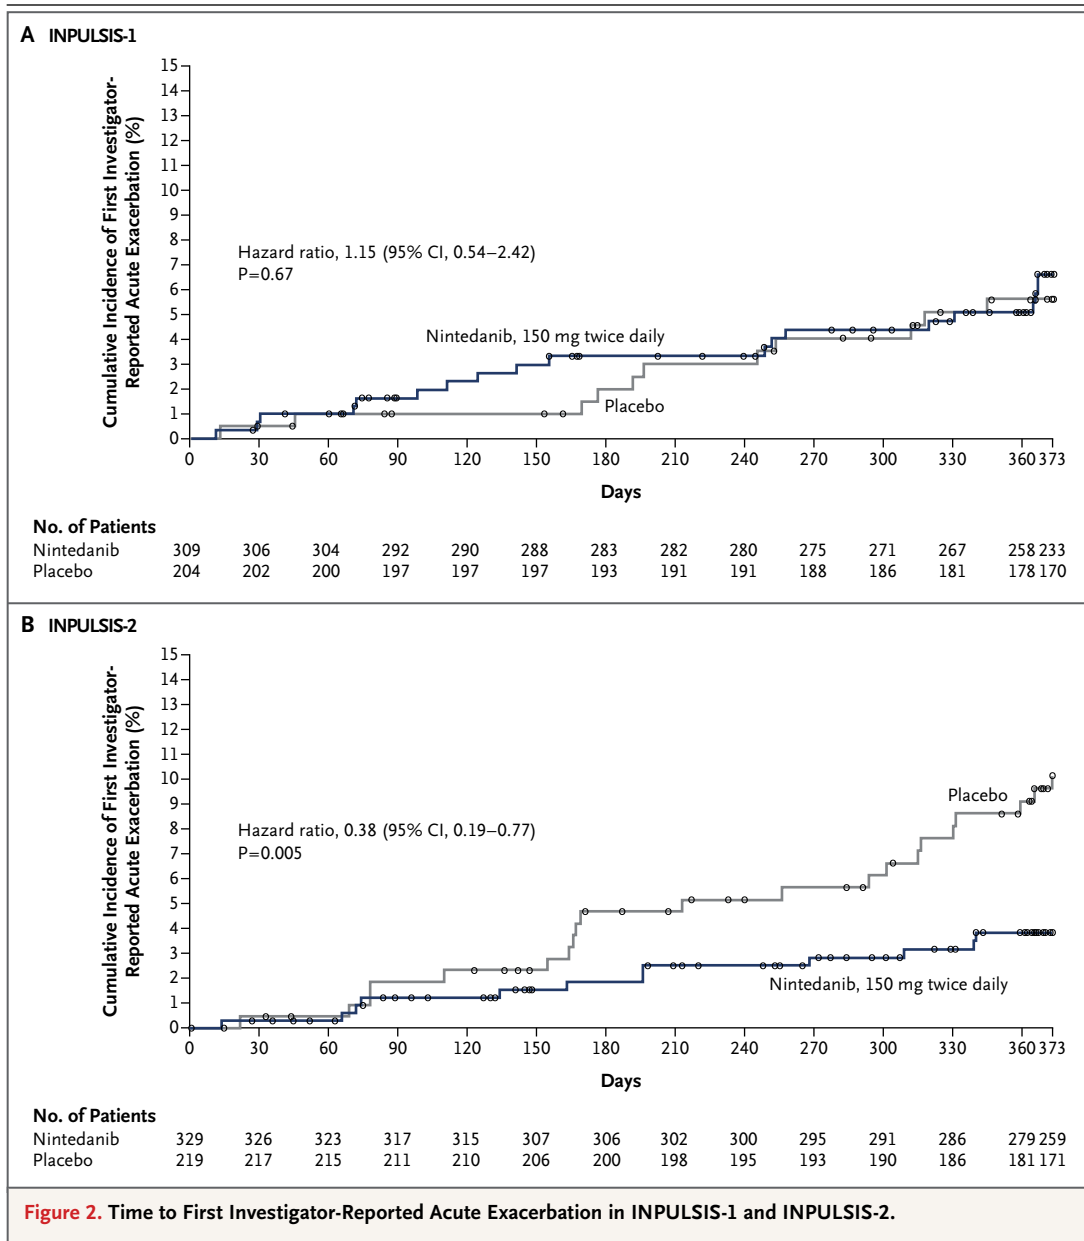 A INPULSIS-1
Cumulative Incidence of First Investigator-
Reported Acute Exacerbation (%)
15
14
13
12
11
10
9
8
7
6
5
4
3
2
1
0
Hazard ratio, 1.15 (95% CI, 0.54–2.42)
P=0.67
Nintedanib, 150 mg twice daily
Placebo
0 30 60 90 120 150 180 210 240 270 300 330 360 373
Days
No. of Patients
Nintedanib 309 306 304 292 290 288 283 282 280 275 271 267 258 233
Placebo 204 202 200 197 197 197 193 191 191 188 186 181 178 170
B INPULSIS-2
Cumulative Incidence of First Investigator-
Reported Acute Exacerbation (%)
15
14
13
12
11
10
9
8
7
6
5
4
3
2
1
0
Placebo
Hazard ratio, 0.38 (95% CI, 0.19–0.77)
P=0.005
Nintedanib, 150 mg twice daily
0 30 60 90 120 150 180 210 240 270 300 330 360 373
Days
No. of Patients
Nintedanib 329 326 323 317 315 307 306 302 300 295 291 286 279 259
Placebo 219 217 215 211 210 206 200 198 195 193 190 186 181 171
Figure 2. Time to First Investigator-Reported Acute Exacerbation in INPULSIS-1 and INPULSIS-2.